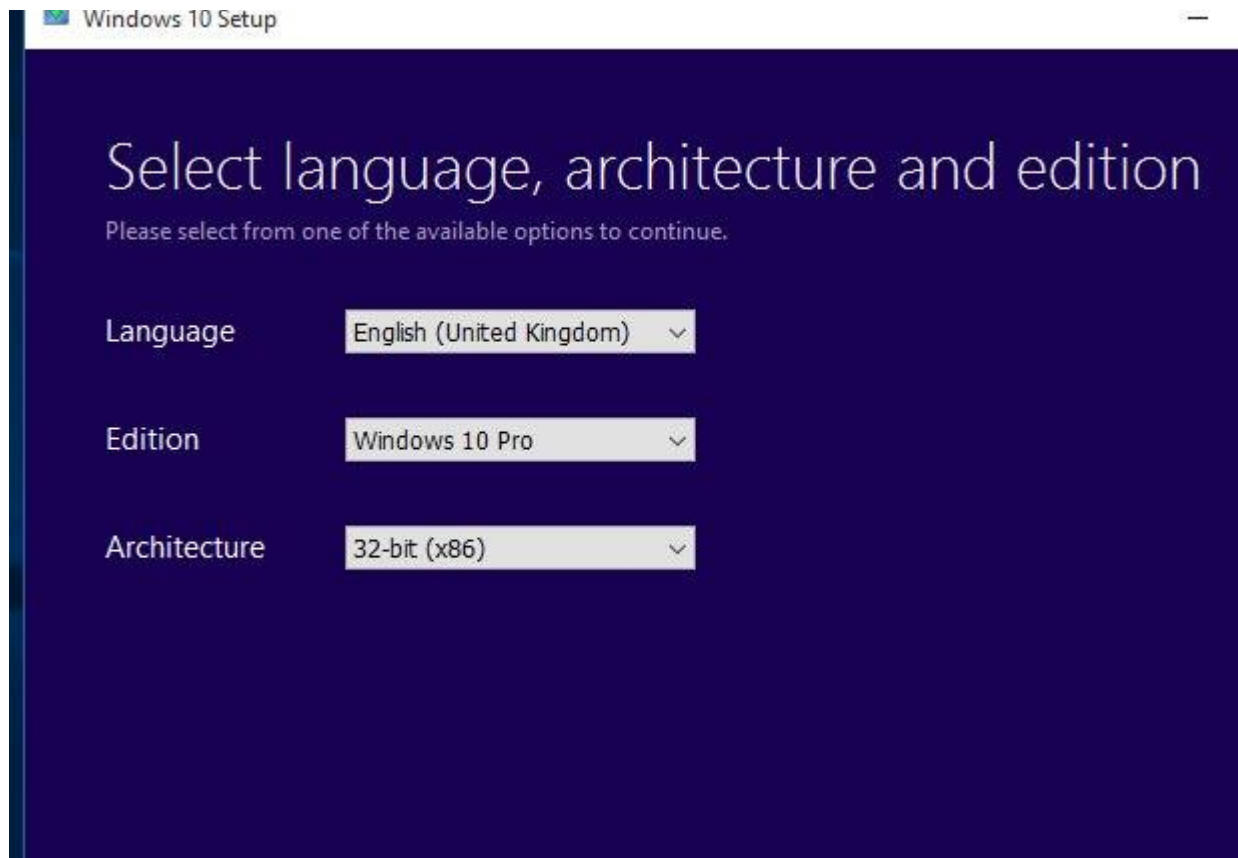 Windows 10 Setup
Select language, architecture and edition
Please select from one of the available options to continue.
Language English (United Kingdom)
Edition Windows 10 Pro
Architecture 32-bit (x86)